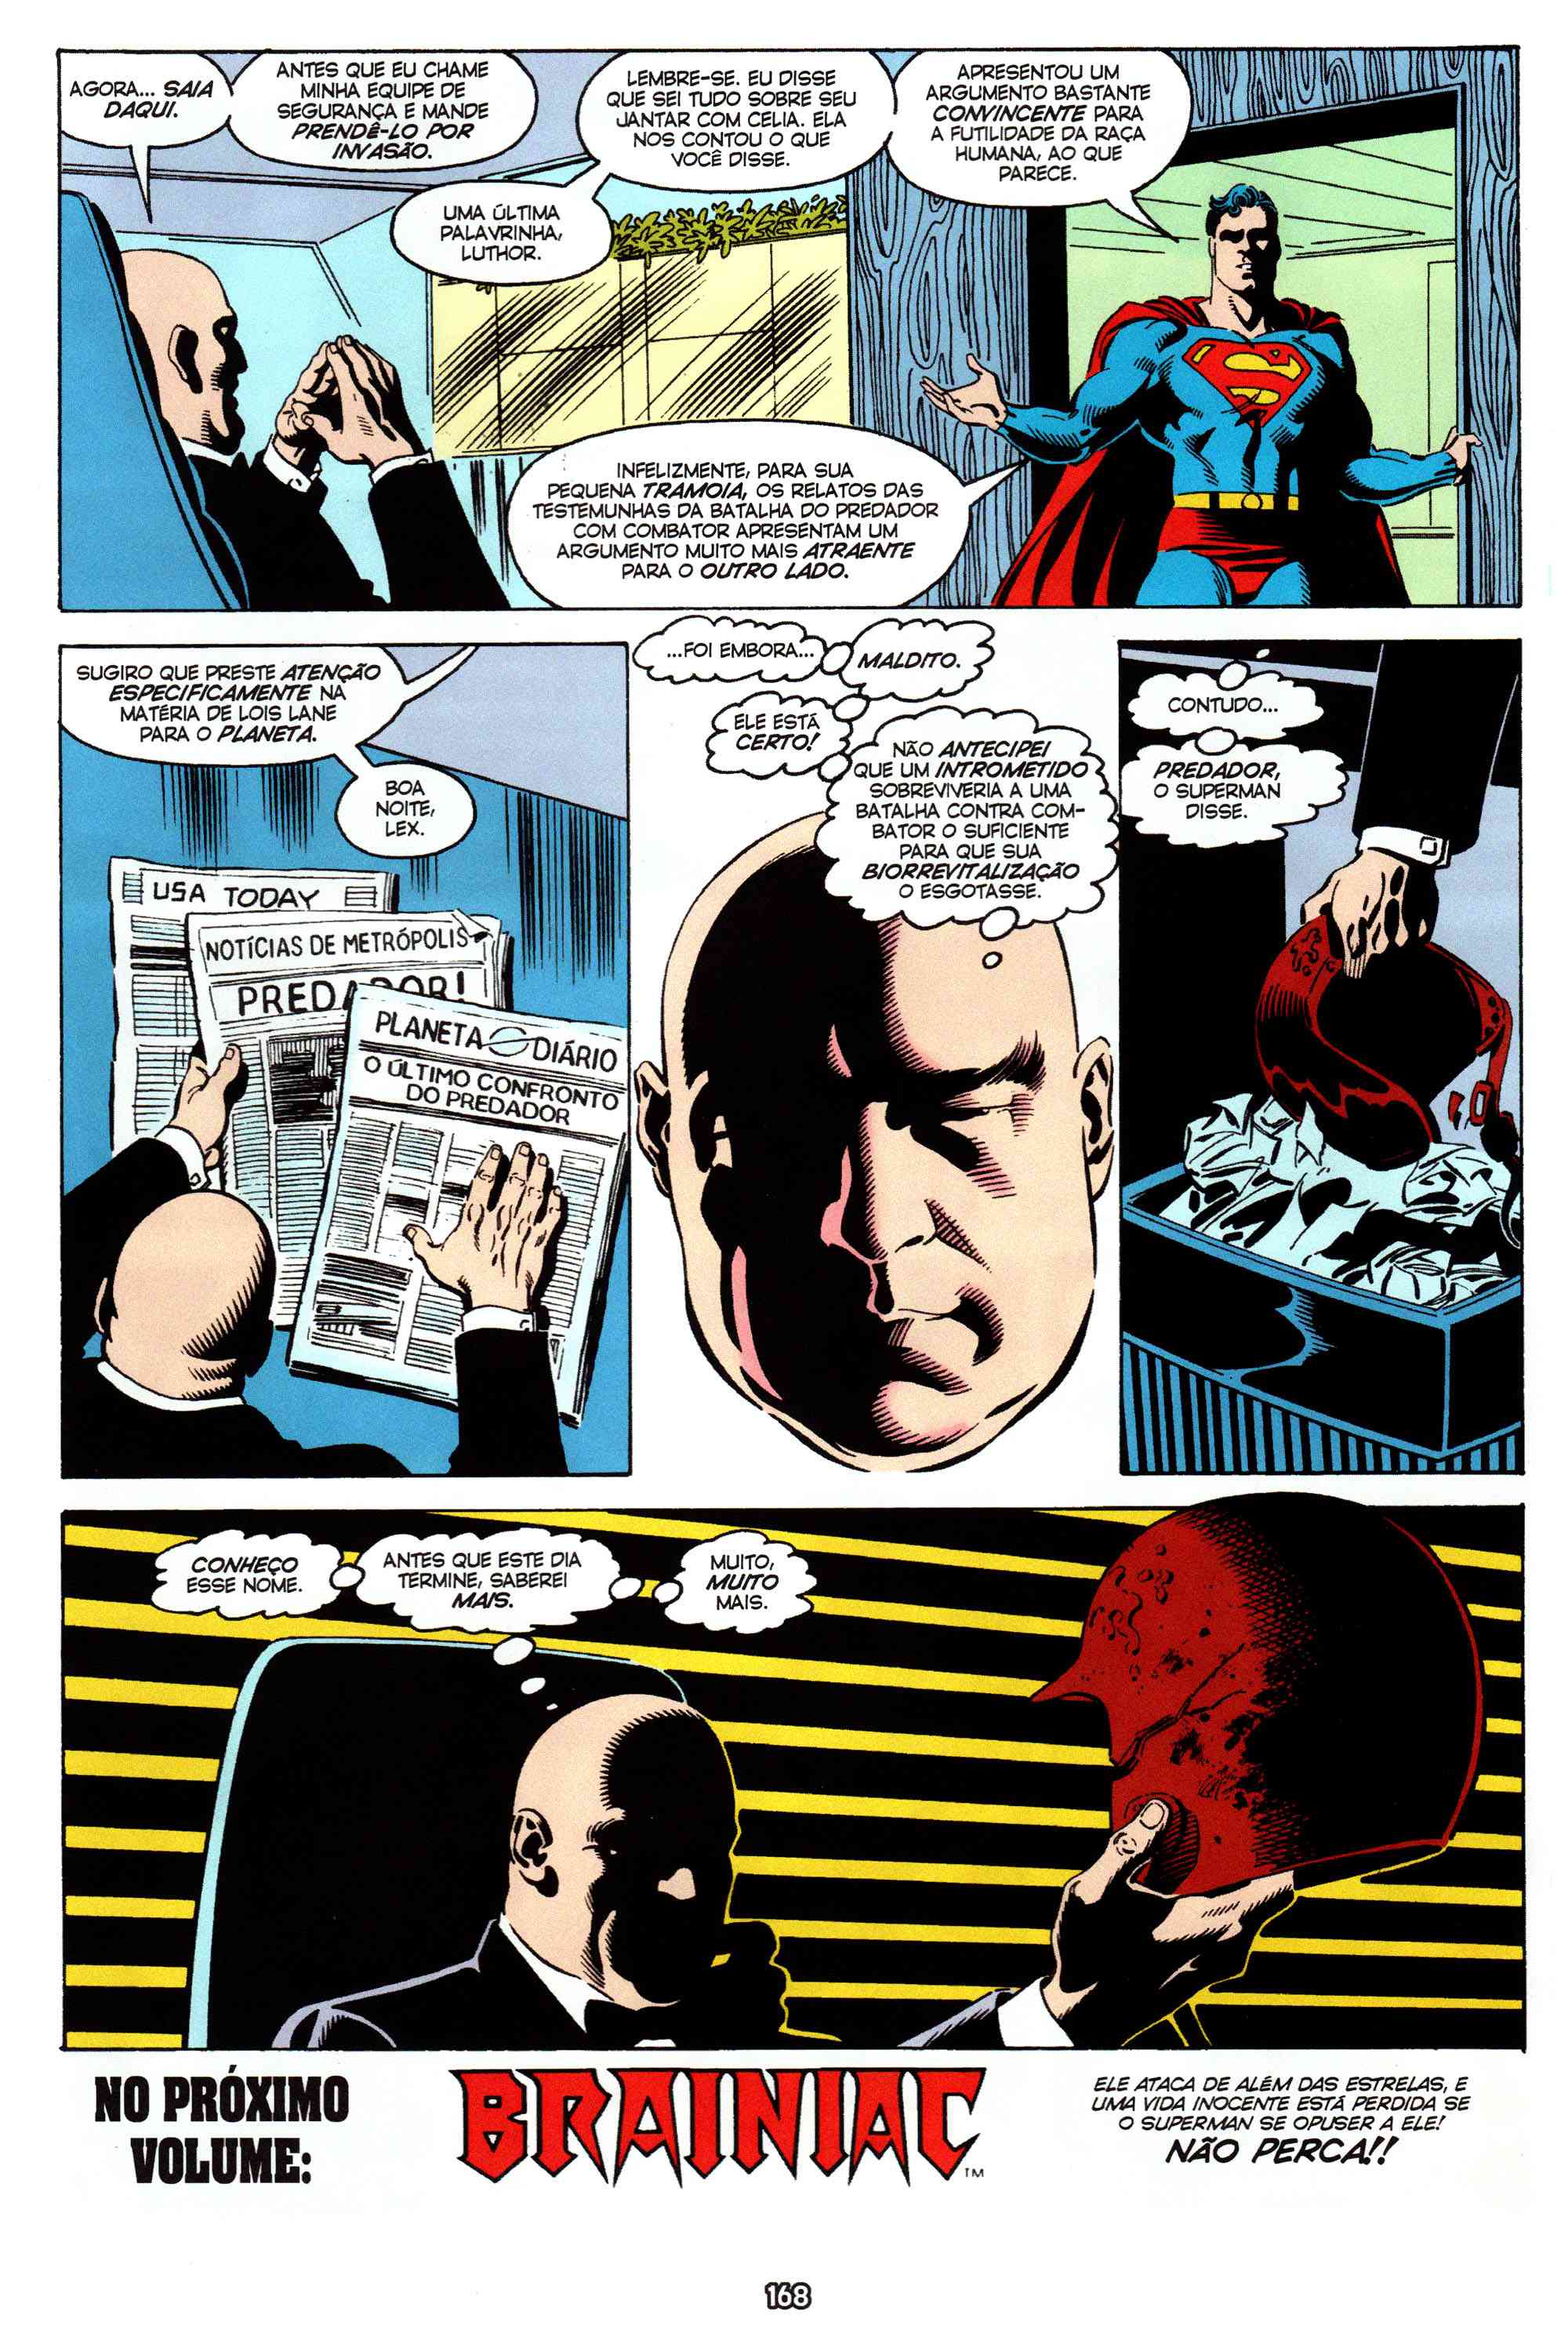 AGORA... SAIA
DAQUI.
ANTES QUE EU CHAME
MINHA EQUIPE DE
SEGURANÇA E MANDE
PRENDÊ-LO POR
INVASÃO.
UMA ÚLTIMA
PALAVRINHA,
LUTHOR.
LEMBRE-SE. EU DISSE
QUE SEI TUDO SOBRE SEU
JANTAR COM CELIA. ELA
NOS CONTOU O QUE
VOCÊ DISSE.
APRESENTOU UM
ARGUMENTO BASTANTE
CONVINCENTE PARA
A FUTILIDADE DA RAÇA
HUMANA, AO QUE
PARECE.
INFELIZMENTE, PARA SUA
PEQUENA TRAMOIA, OS RELATOS DAS
TESTEMUNHAS DA BATALHA DO PREDADOR
COM COMBATOR APRESENTAM UM
ARGUMENTO MUITO MAIS ATRAENTE
PARA O OUTRO LADO.
SUGIRO QUE PRESTE ATENÇÃO
ESPECIFICAMENTE NA
MATÉRIA DE LOIS LANE
PARA O PLANETA.
BOA
NOITE,
LEX.
USA TODAY
NOTÍCIAS DE METRÓPOLIS
PREDADOR!
PLANETA DIÁRIO
O ÚLTIMO CONFRONTO
DO PREDADOR
...FOI EMBORA...
MALDITO.
ELE ESTÁ
CERTO!
NÃO ANTECIPEI
QUE UM INTROMETIDO
SOBREVIVERIA A UMA
BATALHA CONTRA COM-
BATOR O SUFICIENTE
PARA QUE SUA
BIORREVITALIZAÇÃO
O ESGOTASSE.
CONTUDO...
PREDADOR,
O SUPERMAN
DISSE.
CONHEÇO
ESSE NOME.
ANTES QUE ESTE DIA
TERMINE, SABEREI
MAIS.
MUITO,
MUITO
MAIS.
NO PRÓXIMO
VOLUME:
BRAINIAC
TM
ELE ATACA DE ALÉM DAS ESTRELAS, E
UMA VIDA INOCENTE ESTÁ PERDIDA SE
O SUPERMAN SE OPUSER A ELE!
NÃO PERCA!!
168